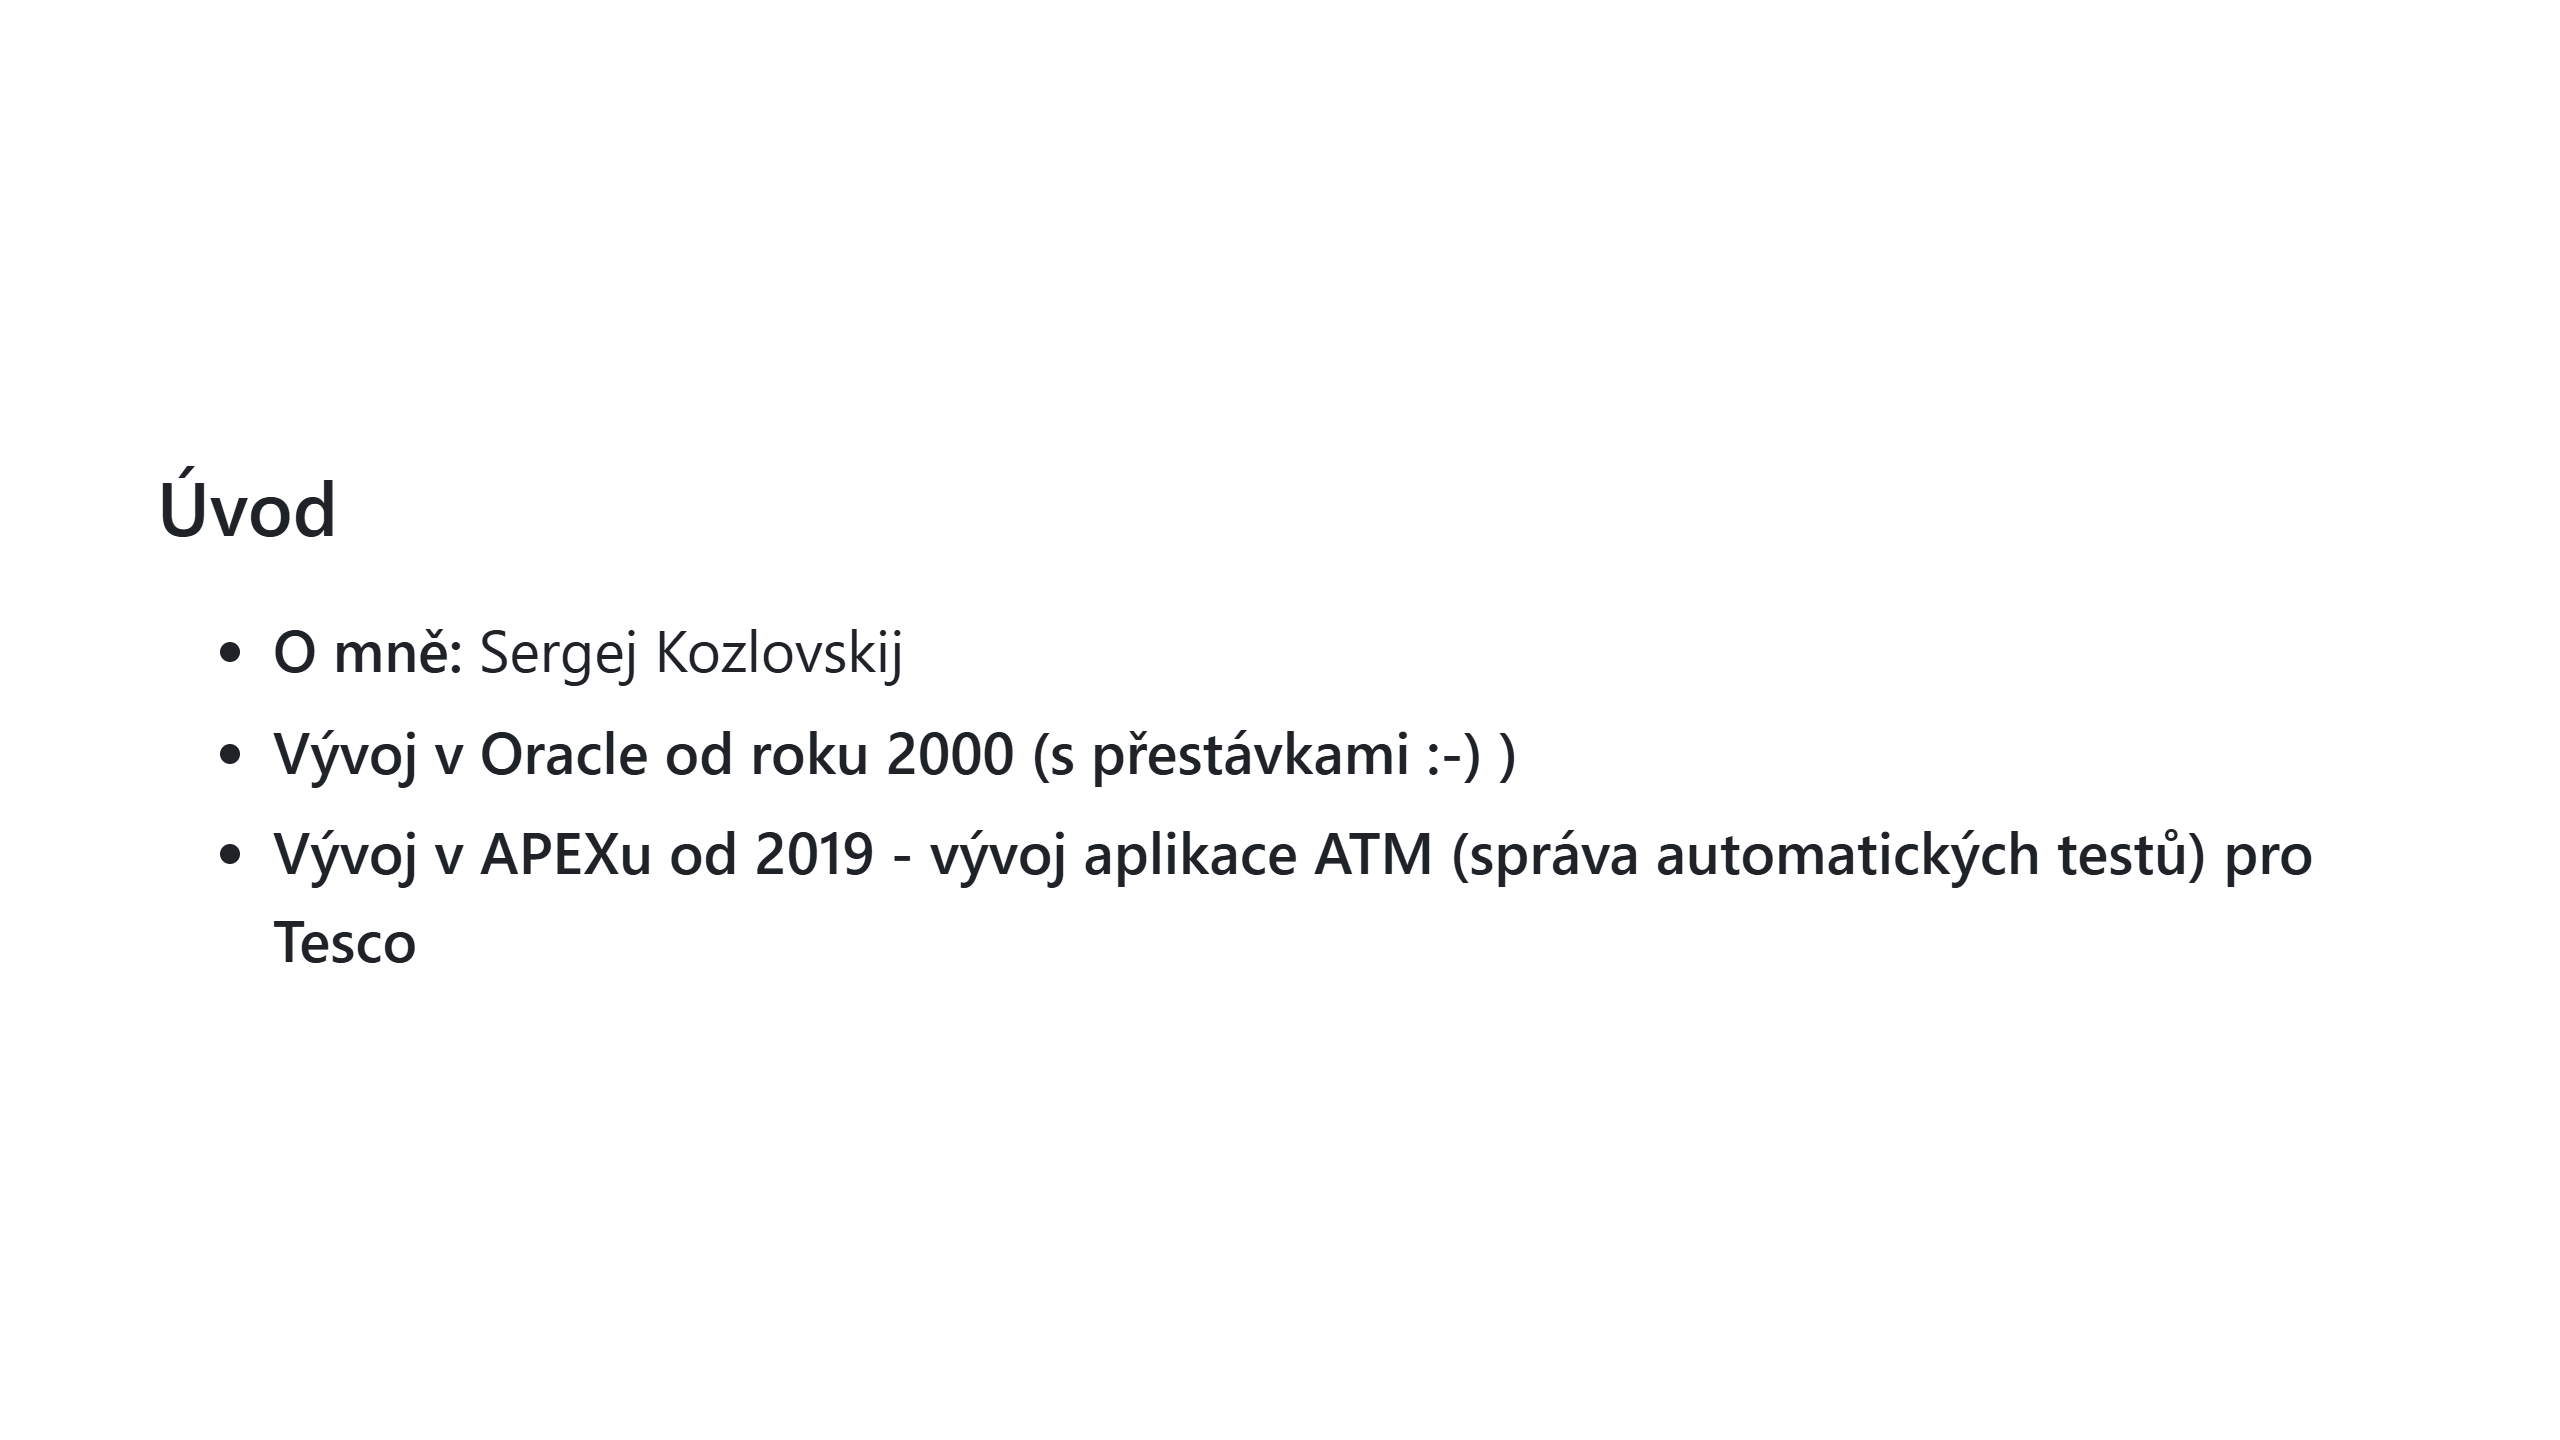 Úvod
• O mně: Sergej Kozlovskij
• Vývoj v Oracle od roku 2000 (s přestávkami :-) )
• Vývoj v APEXu od 2019 - vývoj aplikace ATM (správa automatických testů) pro
Tesco